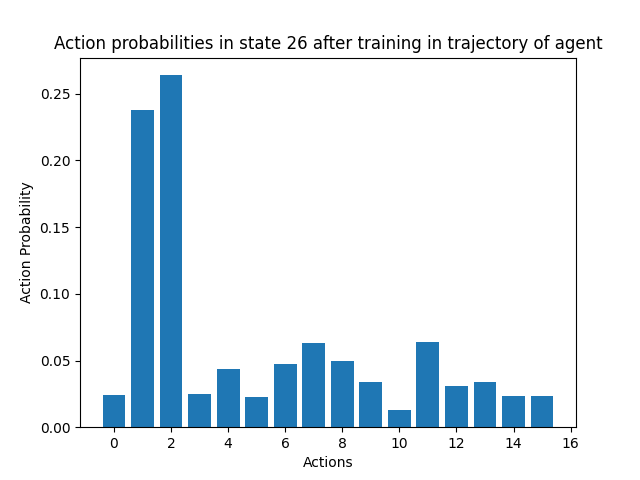 Action probabilities in state 26 after training in trajectory of agent
0.25
0.20
0.15
0.10
0.05
0.00
Action Probability
0 2 4 6 8 10 12 14 16
Actions